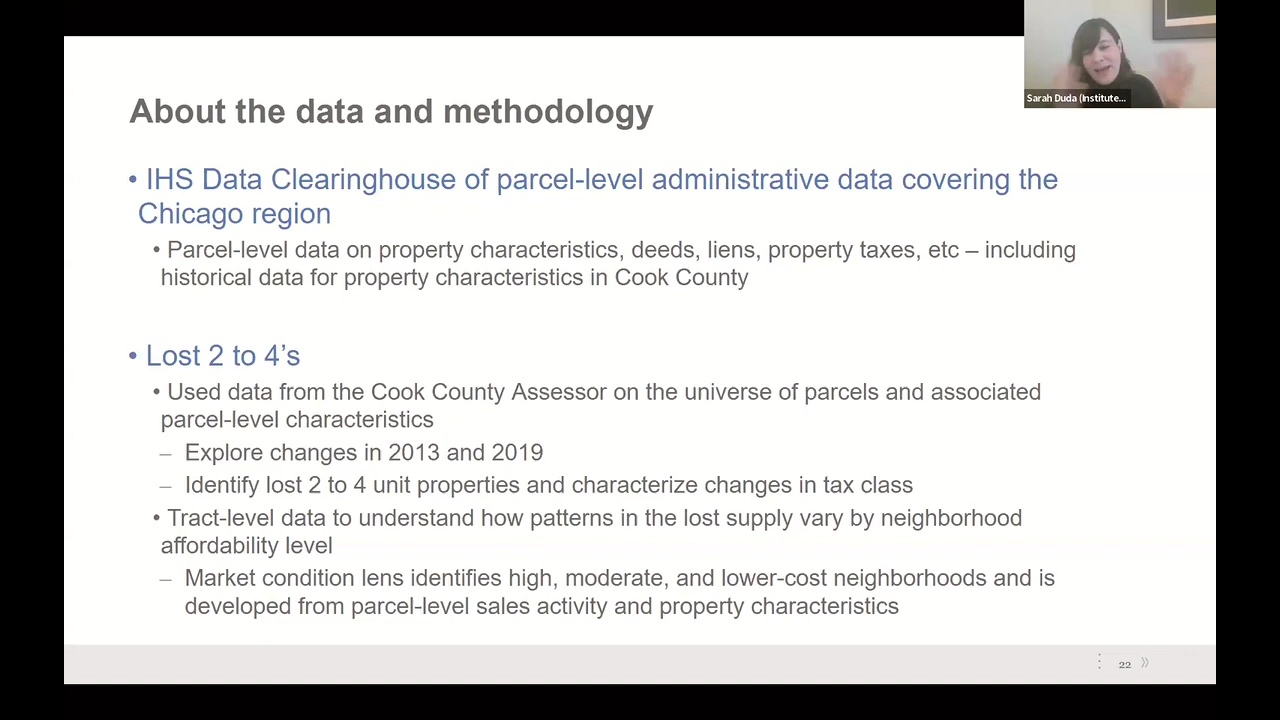 Sarah Duda (Institute...
About the data and methodology
• IHS Data Clearinghouse of parcel-level administrative data covering the
Chicago region
• Parcel-level data on property characteristics, deeds, liens, property taxes, etc – including
historical data for property characteristics in Cook County
• Lost 2 to 4’s
• Used data from the Cook County Assessor on the universe of parcels and associated
parcel-level characteristics
– Explore changes in 2013 and 2019
– Identify lost 2 to 4 unit properties and characterize changes in tax class
• Tract-level data to understand how patterns in the lost supply vary by neighborhood
affordability level
– Market condition lens identifies high, moderate, and lower-cost neighborhoods and is
developed from parcel-level sales activity and property characteristics
22